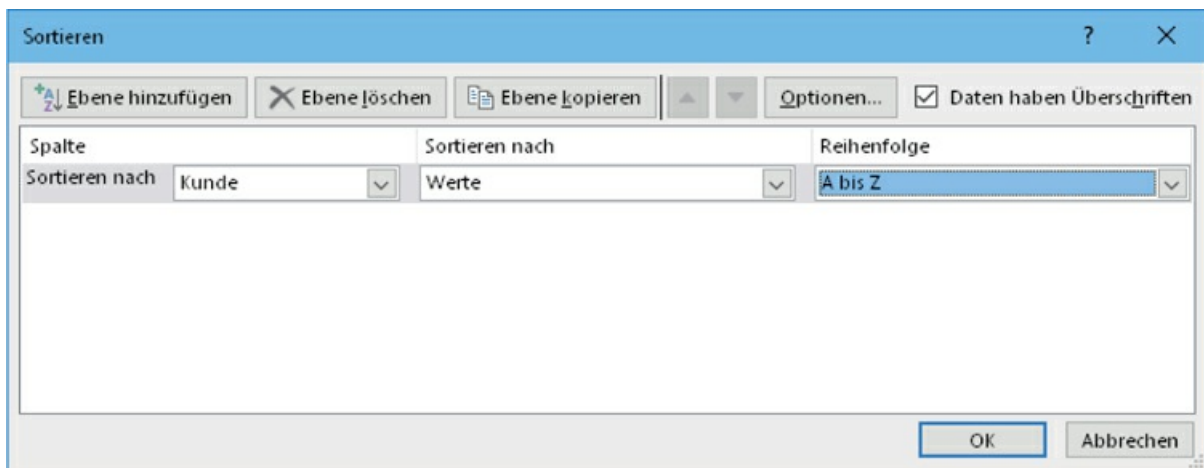 Sortieren ?
Ebene hinzufügen Ebene löschen Ebene kopieren Optionen... Daten haben Überschriften
Spalte Sortieren nach Reihenfolge
Sortieren nach Kunde Werte A bis Z
OK Abbrechen